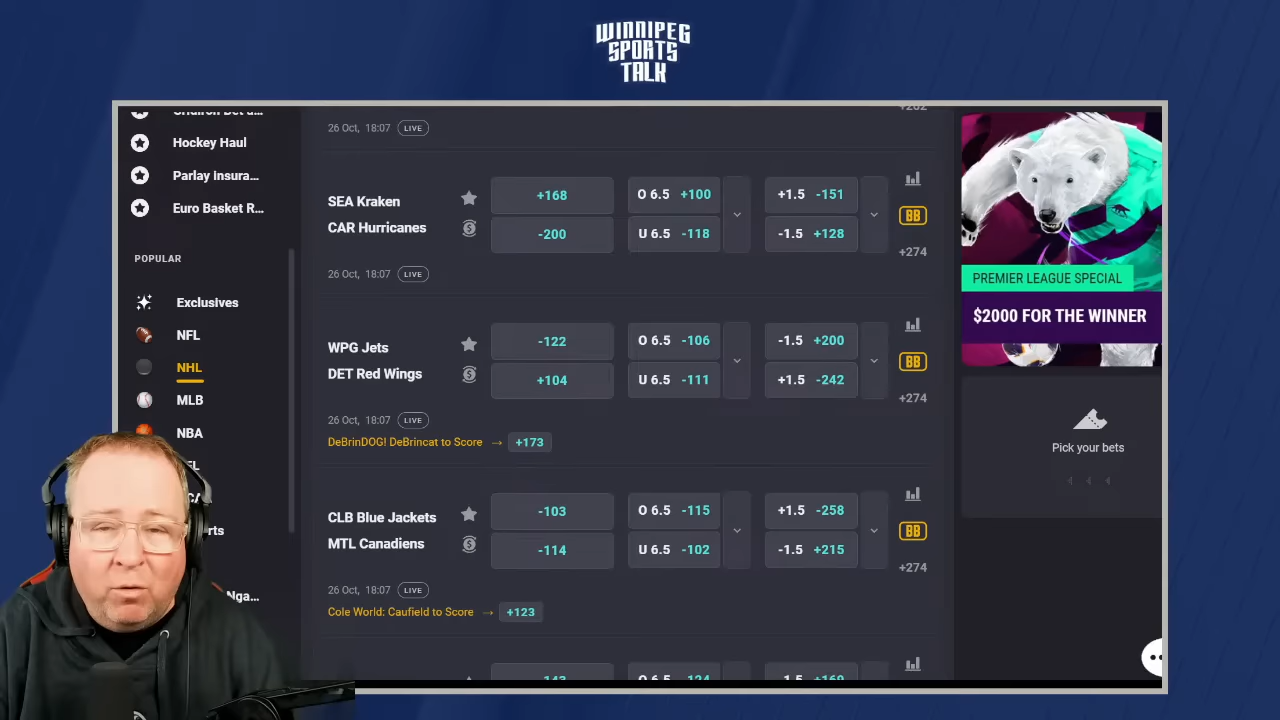 WINNIPEG
SPORTS
TALK
Hockey Haul
Parlay Insura...
Euro Basket R...
POPULAR
Exclusives
NFL
NHL
MLB
NBA
26 Oct, 18:07 LIVE
SEA Kraken
CAR Hurricanes
+168
-200
O 6.5 +100
U 6.5 -118
+1.5 -151
-1.5 +128
BB
+274
26 Oct, 18:07 LIVE
WPG Jets
DET Red Wings
-122
+104
O 6.5 -106
U 6.5 -111
-1.5 +200
+1.5 -242
BB
+274
26 Oct, 18:07 LIVE
DeBrinDOG! DeBrincat to Score → +173
CLB Blue Jackets
MTL Canadiens
-103
-114
O 6.5 -115
U 6.5 -102
+1.5 -258
-1.5 +215
BB
+274
26 Oct, 18:07 LIVE
Cole World: Caufield to Score → +123
PREMIER LEAGUE SPECIAL
$2000 FOR THE WINNER
Pick your bets